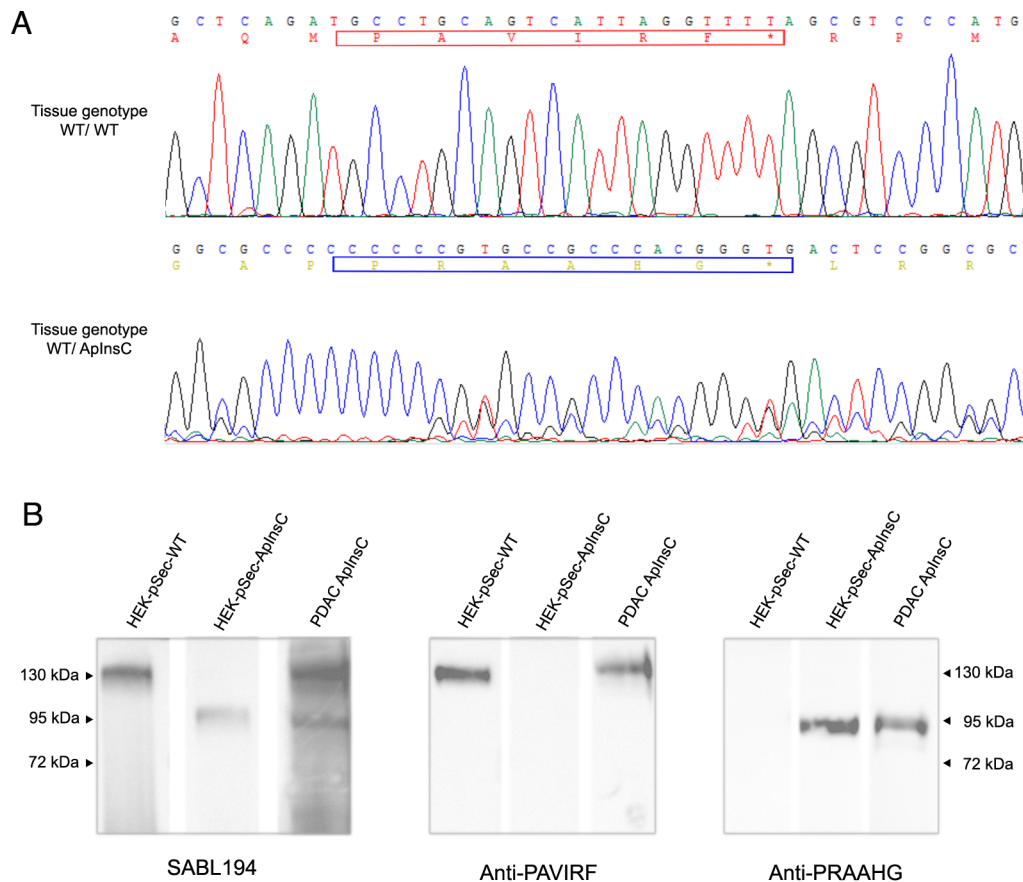 A
G C T C A G A T G C C T G C A G T C A T T A G G T T T T A G C G T C C C A T G
A Q M P A V I R F * R P M
Tissue genotype
WT/ WT
G G C G C C C C C C C C C G T G C C G C C C A C G G G T G A C T C C G G C G C
G A P P R A A H G * L R R
Tissue genotype
WT/ ApInsC
B
HEK-pSec-WT
HEK-pSec-ApInsC
PDAC ApInsC
HEK-pSec-WT
HEK-pSec-ApInsC
PDAC ApInsC
HEK-pSec-WT
HEK-pSec-ApInsC
PDAC ApInsC
130 kDa
95 kDa
72 kDa
130 kDa
95 kDa
72 kDa
SABL194
Anti-PAVIRF
Anti-PRAAHG